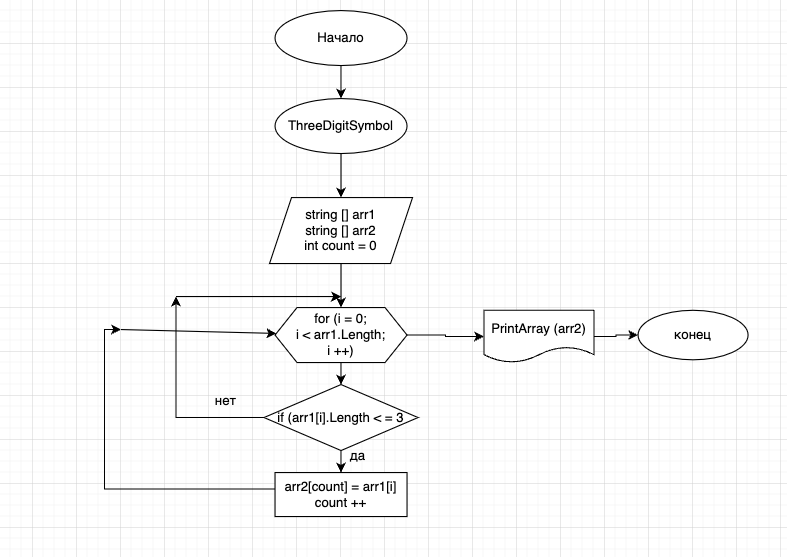 Начало
ThreeDigitSymbol
string [] arr1
string [] arr2
int count = 0
for (i = 0;
i < arr1.Length;
i ++)
PrintArray (arr2)
конец
нет
if (arr1[i].Length < = 3
да
arr2[count] = arr1[i]
count ++